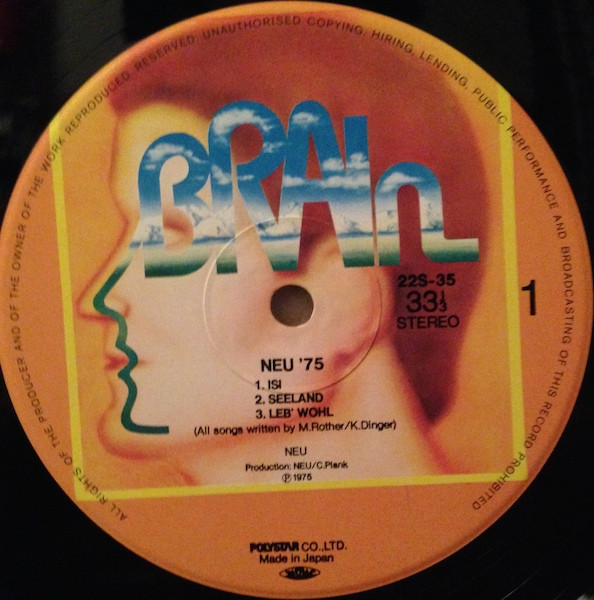 ALL RIGHTS OF THE PRODUCER AND OF THE OWNER OF THE WORK REPRODUCED RESERVED. UNAUTHORISED COPYING, HIRING, LENDING, PUBLIC PERFORMANCE AND BROADCASTING OF THIS RECORD PROHIBITED
BRAIn
22S-35
33⅓
STEREO
1
NEU '75
1. ISI
2. SEELAND
3. LEB' WOHL
(All songs written by M.Rother/K.Dinger)
NEU
Production: NEU/C.Plank
Ⓟ1975
POLYSTAR CO.,LTD.
Made in Japan